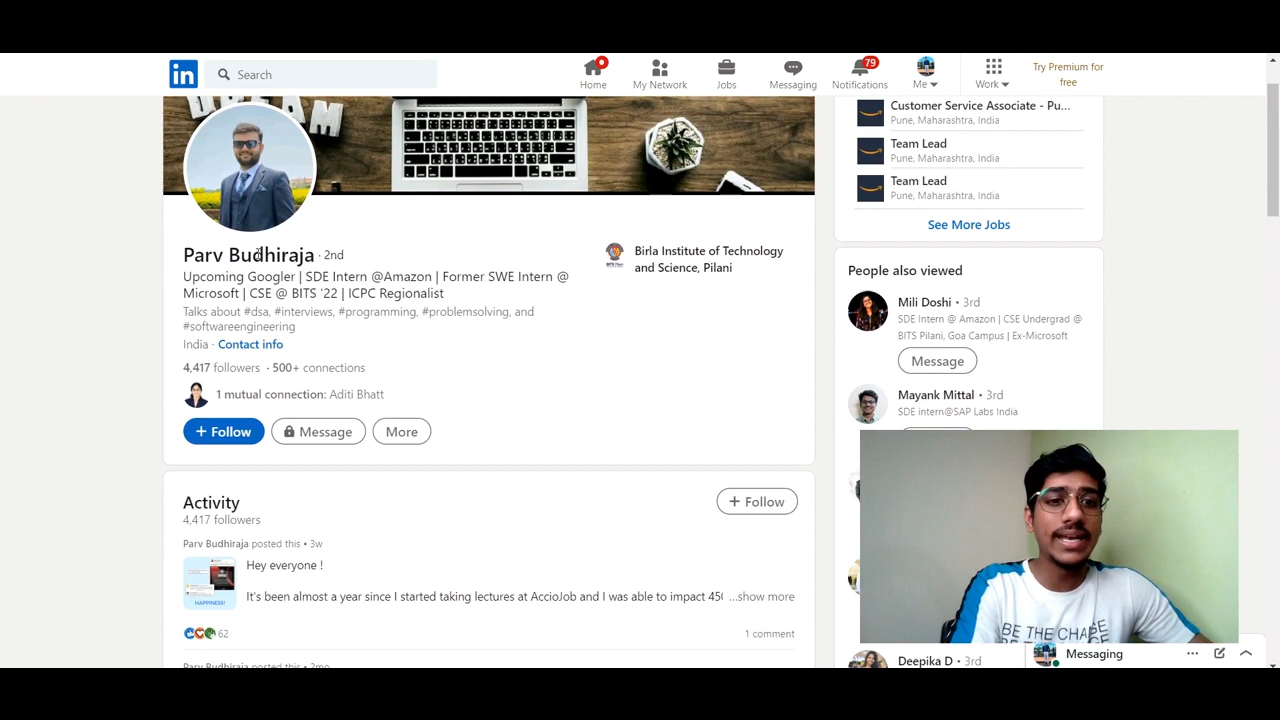 in
Search
Home
My Network
Jobs
Messaging
79
Notifications
Me
Work
Try Premium for
free
Parv Budhiraja · 2nd
Upcoming Googler | SDE Intern @Amazon | Former SWE Intern @
Microsoft | CSE @ BITS '22 | ICPC Regionalist
Talks about #dsa, #interviews, #programming, #problemsolving, and
#softwareengineering
India · Contact info
4,417 followers · 500+ connections
1 mutual connection: Aditi Bhatt
+ Follow
Message
More
Birla Institute of Technology
and Science, Pilani
Activity
4,417 followers
+ Follow
Parv Budhiraja posted this • 3w
Hey everyone !
It's been almost a year since I started taking lectures at AccioJob and I was able to impact 450 ...show more
HAPPINESS!
62
1 comment
Parv Budhiraja posted this • 2mo
Customer Service Associate - Pu...
Pune, Maharashtra, India
Team Lead
Pune, Maharashtra, India
Team Lead
Pune, Maharashtra, India
See More Jobs
People also viewed
Mili Doshi • 3rd
SDE Intern @ Amazon | CSE Undergrad @
BITS Pilani, Goa Campus | Ex-Microsoft
Message
Mayank Mittal • 3rd
SDE intern@SAP Labs India
BE THE CHA
Deepika D • 3rd
Messaging